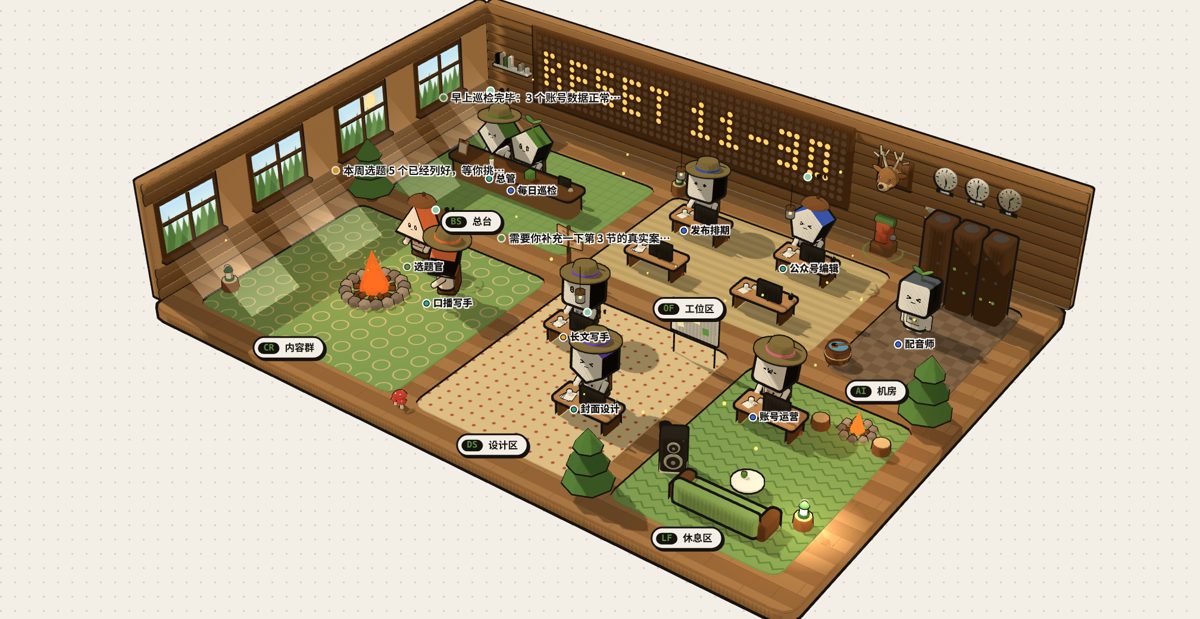 RESET 11-30
早上巡检完毕：3 个账号数据正常…
本周选题 5 个已经列好，等你挑…
总管
每日巡检
BS 总台
需要你补充一下第 3 节的真实案…
发布排期
选题官
公众号编辑
口播写手
OF 工位区
长文写手
配音师
CR 内容群
AI 机房
封面设计
账号运营
DS 设计区
LF 休息区